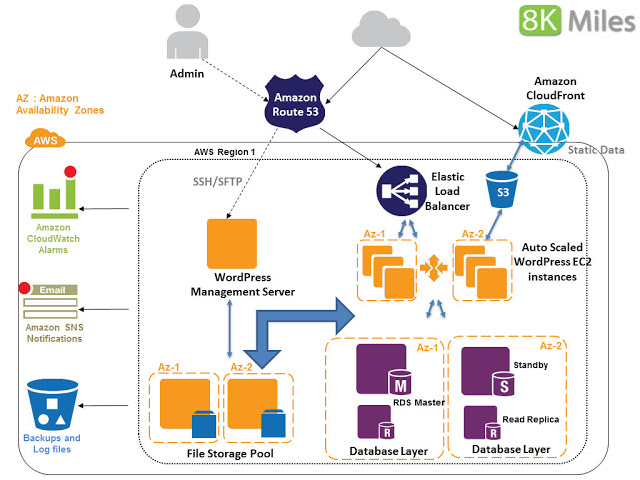 8K Miles
Admin
Amazon
Route 53
Amazon
CloudFront
AZ : Amazon
Availability Zones
AWS
Static Data
AWS Region 1
SSH/SFTP
Elastic
Load
Balancer
S3
Amazon
CloudWatch
Alarms
Az-1
Az-2
Auto Scaled
WordPress EC2
instances
WordPress
Management Server
Email
Amazon SNS
Notifications
Az-1
Az-2
Az-1
M
RDS Master
R
Az-2
Standby
S
Read Replica
R
Backups and
Log files
File Storage Pool
Database Layer
Database Layer